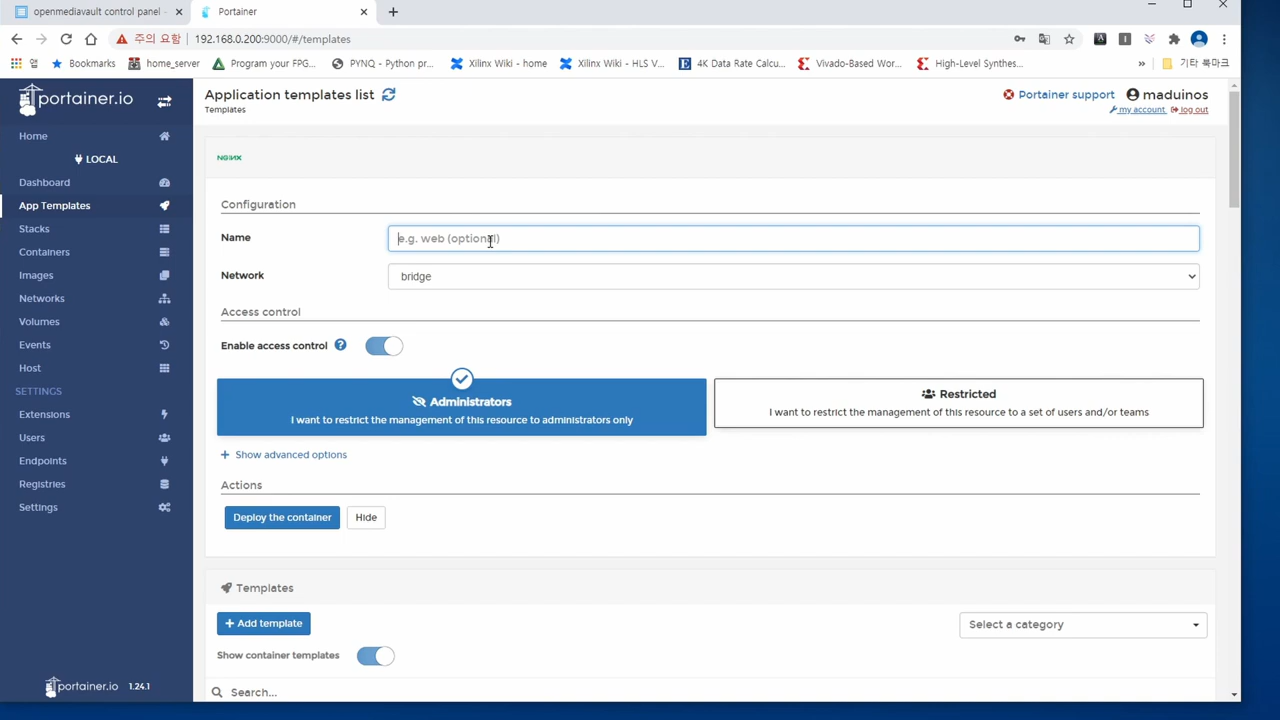 openmediavault control panel -
Portainer
주의 요함
192.168.0.200:9000/#/templates
앱
Bookmarks
home_server
Program your FPG...
PYNQ - Python pr...
Xilinx Wiki - home
Xilinx Wiki - HLS V...
4K Data Rate Calcu...
Vivado-Based Wor...
High-Level Synthes...
기타 북마크
portainer.io
Home
LOCAL
Dashboard
App Templates
Stacks
Containers
Images
Networks
Volumes
Events
Host
SETTINGS
Extensions
Users
Endpoints
Registries
Settings
portainer.io 1.24.1
Application templates list
Templates
Portainer support
maduinos
my account
log out
NGINX
Configuration
Name
e.g. web (optional)
Network
bridge
Access control
Enable access control
Administrators
I want to restrict the management of this resource to administrators only
Restricted
I want to restrict the management of this resource to a set of users and/or teams
Show advanced options
Actions
Deploy the container
Hide
Templates
Add template
Select a category
Show container templates
Search...